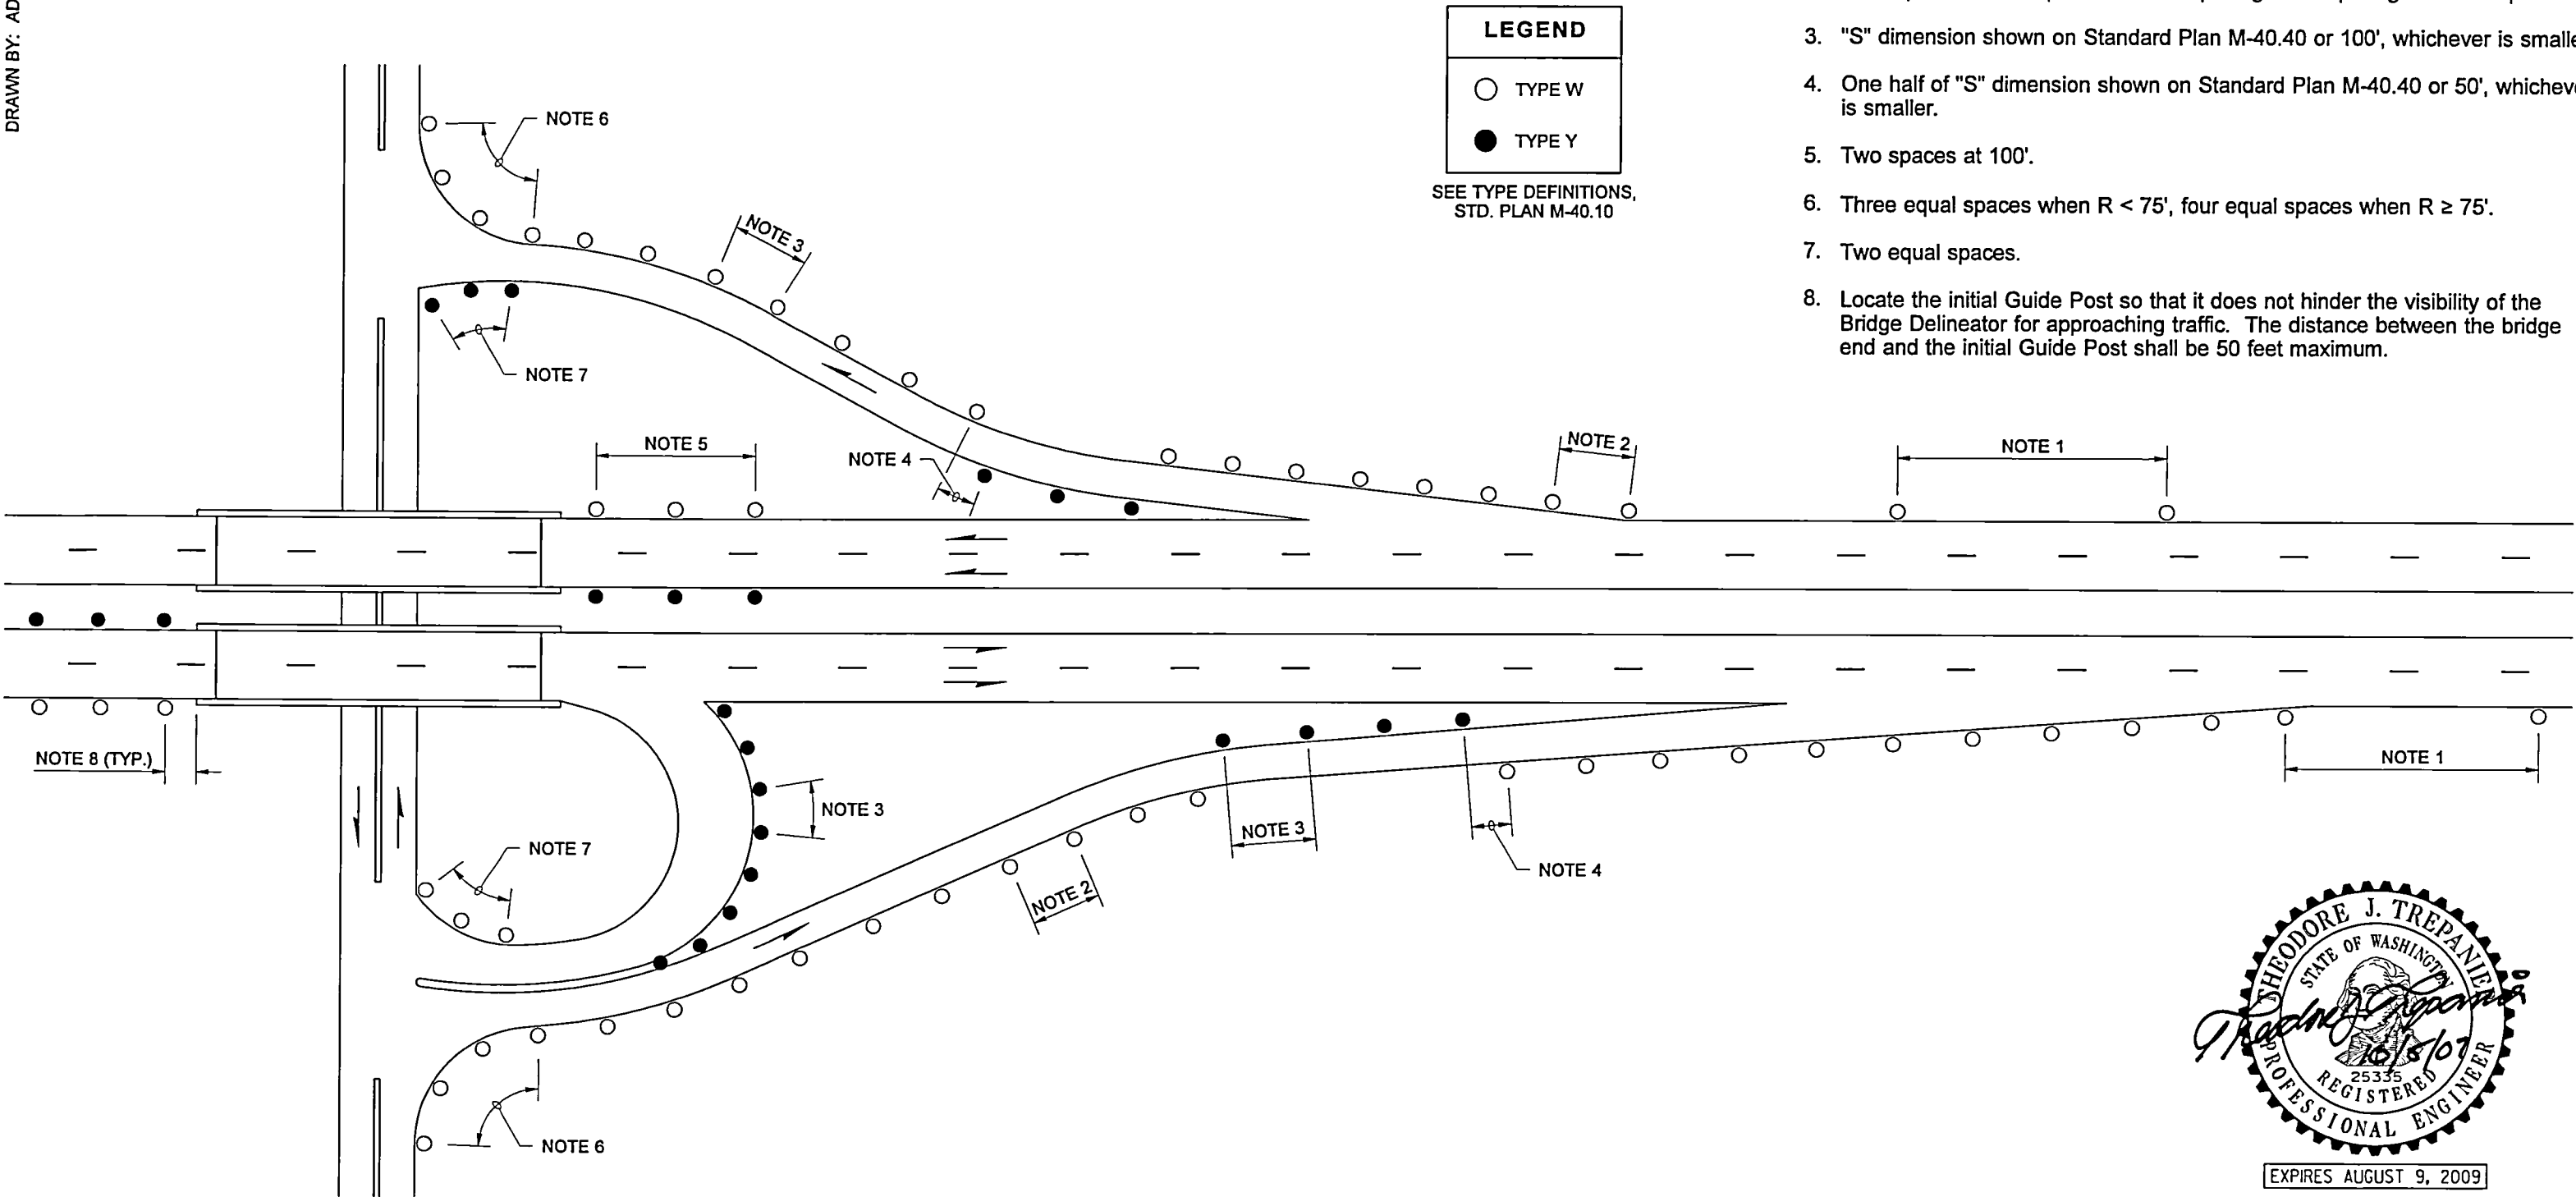 DRAWN BY: AD
LEGEND
TYPE W
TYPE Y
SEE TYPE DEFINITIONS,
STD. PLAN M-40.10
3. "S" dimension shown on Standard Plan M-40.40 or 100', whichever is smalle
4. One half of "S" dimension shown on Standard Plan M-40.40 or 50', whicheve
is smaller.
5. Two spaces at 100'.
6. Three equal spaces when R < 75', four equal spaces when R ≥ 75'.
7. Two equal spaces.
8. Locate the initial Guide Post so that it does not hinder the visibility of the
Bridge Delineator for approaching traffic. The distance between the bridge
end and the initial Guide Post shall be 50 feet maximum.
NOTE 6
NOTE 3
NOTE 7
NOTE 5
NOTE 4
NOTE 2
NOTE 1
NOTE 8 (TYP.)
NOTE 3
NOTE 7
NOTE 2
NOTE 3
NOTE 4
NOTE 1
NOTE 6
THEODORE J. TREPANIER
STATE OF WASHINGTON
25335
REGISTERED
PROFESSIONAL ENGINEER
EXPIRES AUGUST 9, 2009